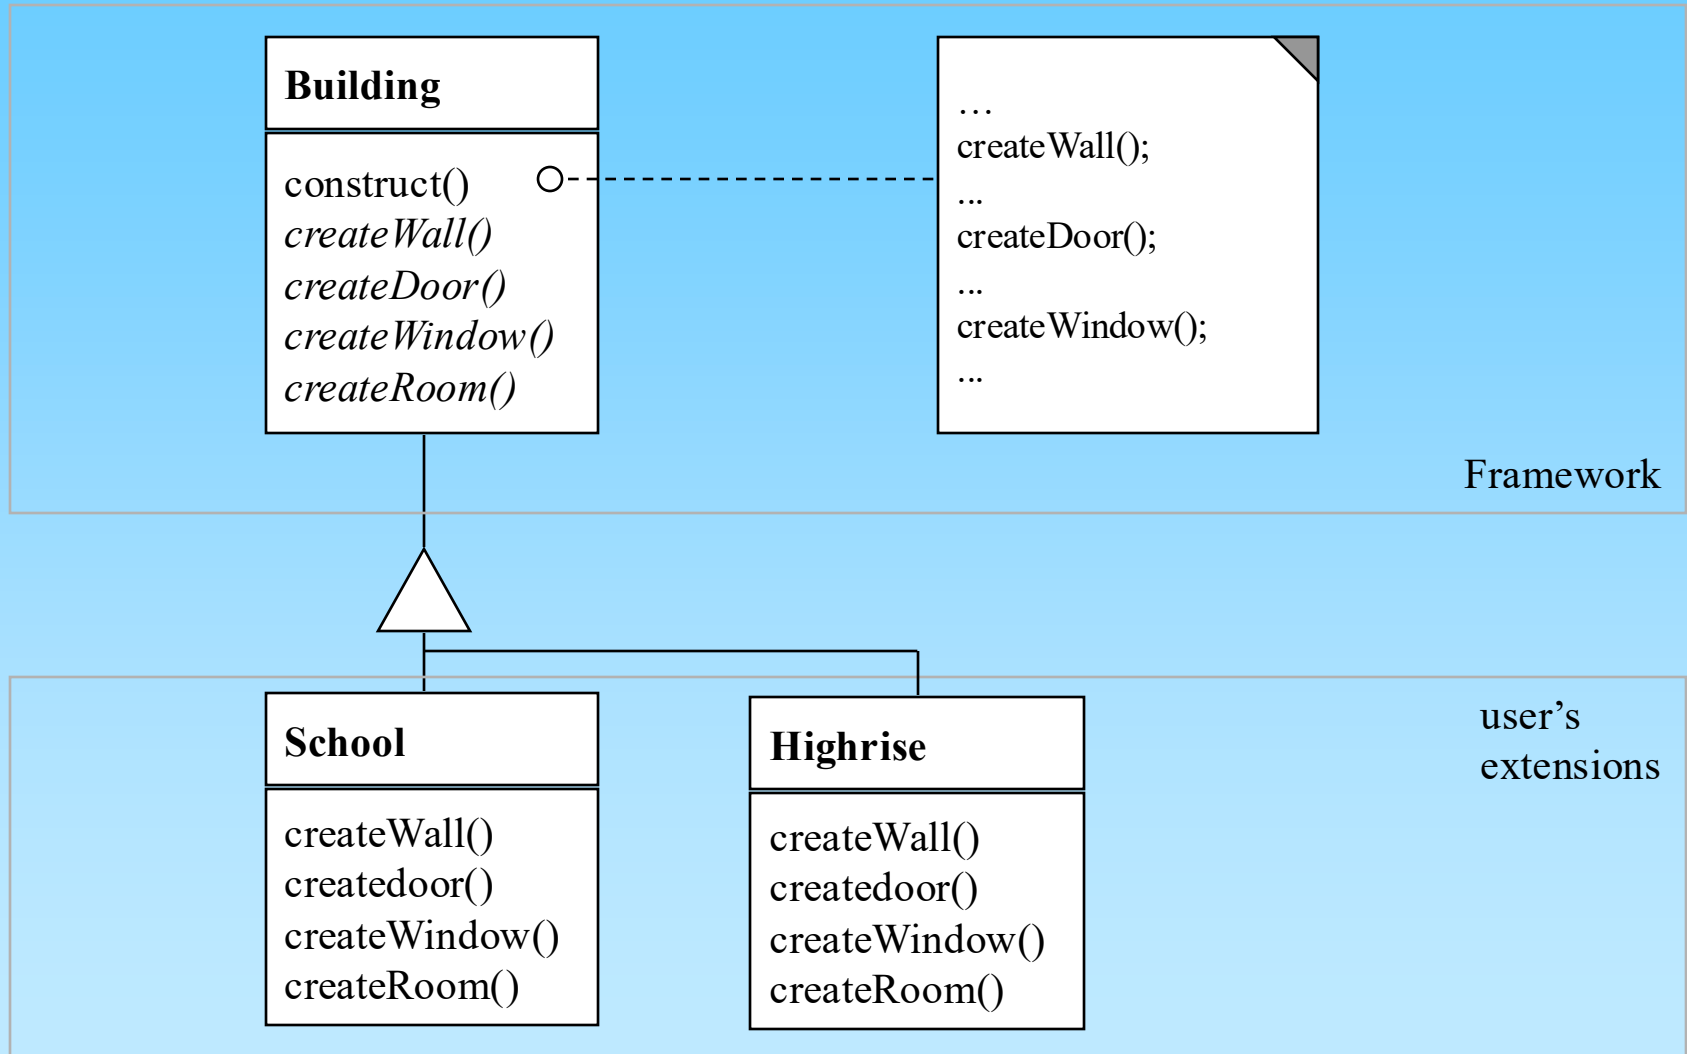 Building
construct()
createWall()
createDoor()
createWindow()
createRoom()
…
createWall();
...
createDoor();
...
createWindow();
...
Framework
School
createWall()
createdoor()
createWindow()
createRoom()
Highrise
createWall()
createdoor()
createWindow()
createRoom()
user’s
extensions